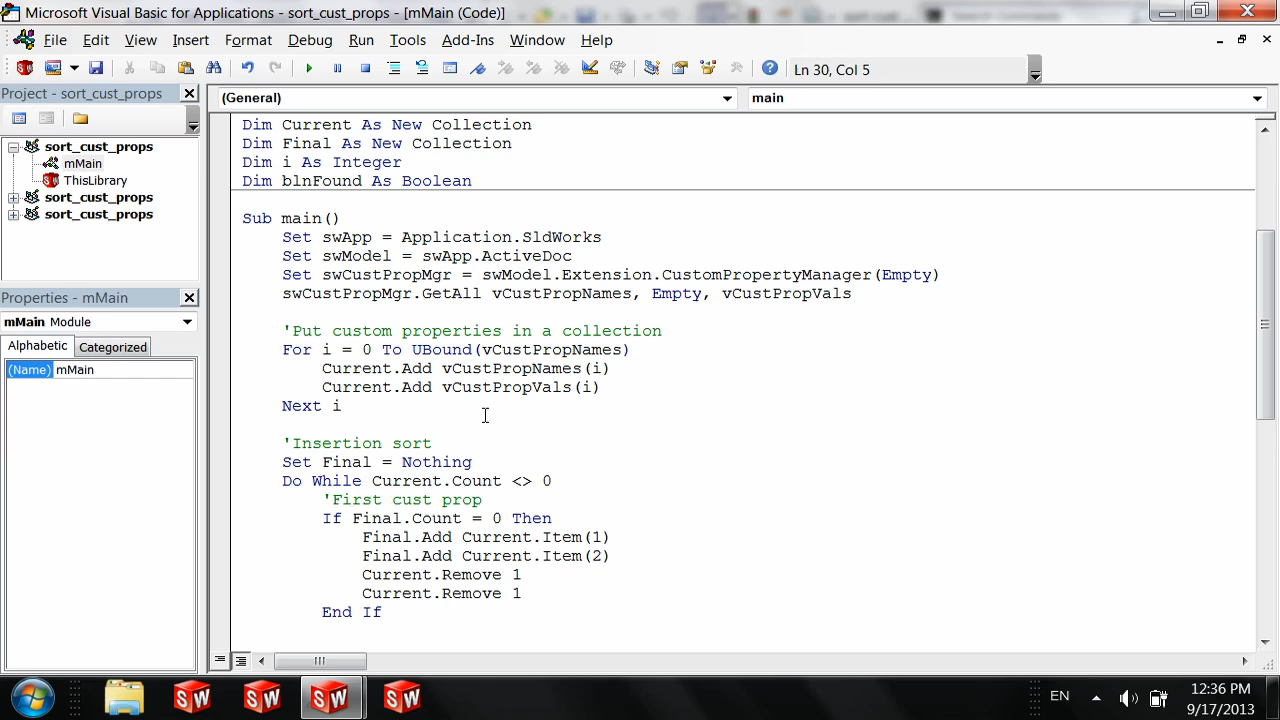 Microsoft Visual Basic for Applications - sort_cust_props - [mMain (Code)]
File Edit View Insert Format Debug Run Tools Add-Ins Window Help
Ln 30, Col 5
Project - sort_cust_props
sort_cust_props
mMain
ThisLibrary
sort_cust_props
sort_cust_props
Properties - mMain
mMain Module
Alphabetic Categorized
(Name) mMain
(General) main
Dim Current As New Collection
Dim Final As New Collection
Dim i As Integer
Dim blnFound As Boolean
Sub main()
Set swApp = Application.SldWorks
Set swModel = swApp.ActiveDoc
Set swCustPropMgr = swModel.Extension.CustomPropertyManager(Empty)
swCustPropMgr.GetAll vCustPropNames, Empty, vCustPropVals
'Put custom properties in a collection
For i = 0 To UBound(vCustPropNames)
Current.Add vCustPropNames(i)
Current.Add vCustPropVals(i)
Next i
'Insertion sort
Set Final = Nothing
Do While Current.Count <> 0
'First cust prop
If Final.Count = 0 Then
Final.Add Current.Item(1)
Final.Add Current.Item(2)
Current.Remove 1
Current.Remove 1
End If
SW SW SW SW
EN
12:36 PM
9/17/2013